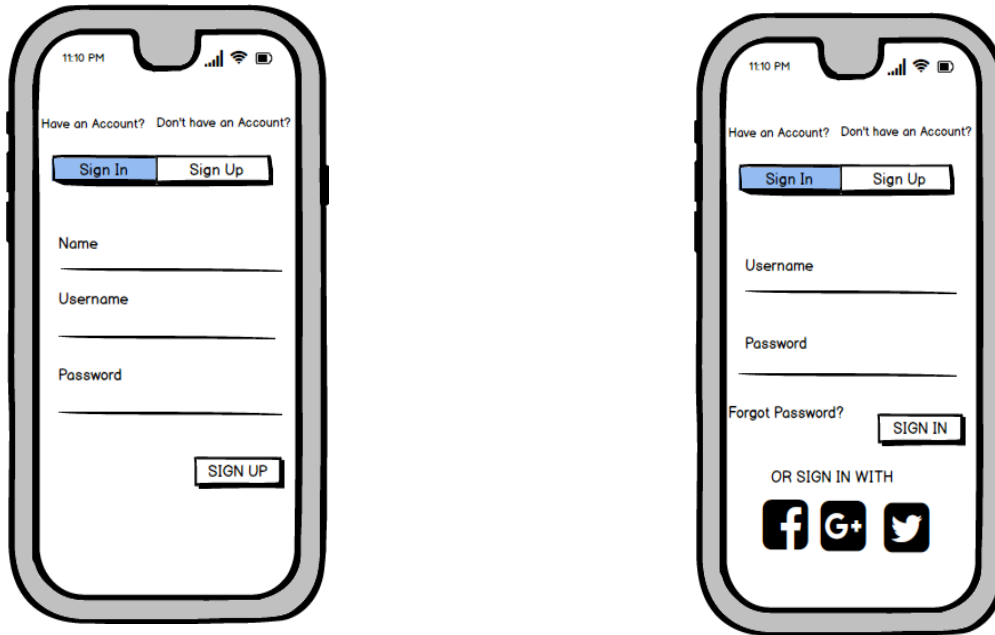 11:10 PM
Have an Account? Don't have an Account?
Sign In Sign Up
Name
Username
Password
SIGN UP
11:10 PM
Have an Account? Don't have an Account?
Sign In Sign Up
Username
Password
Forgot Password?
SIGN IN
OR SIGN IN WITH
f G+